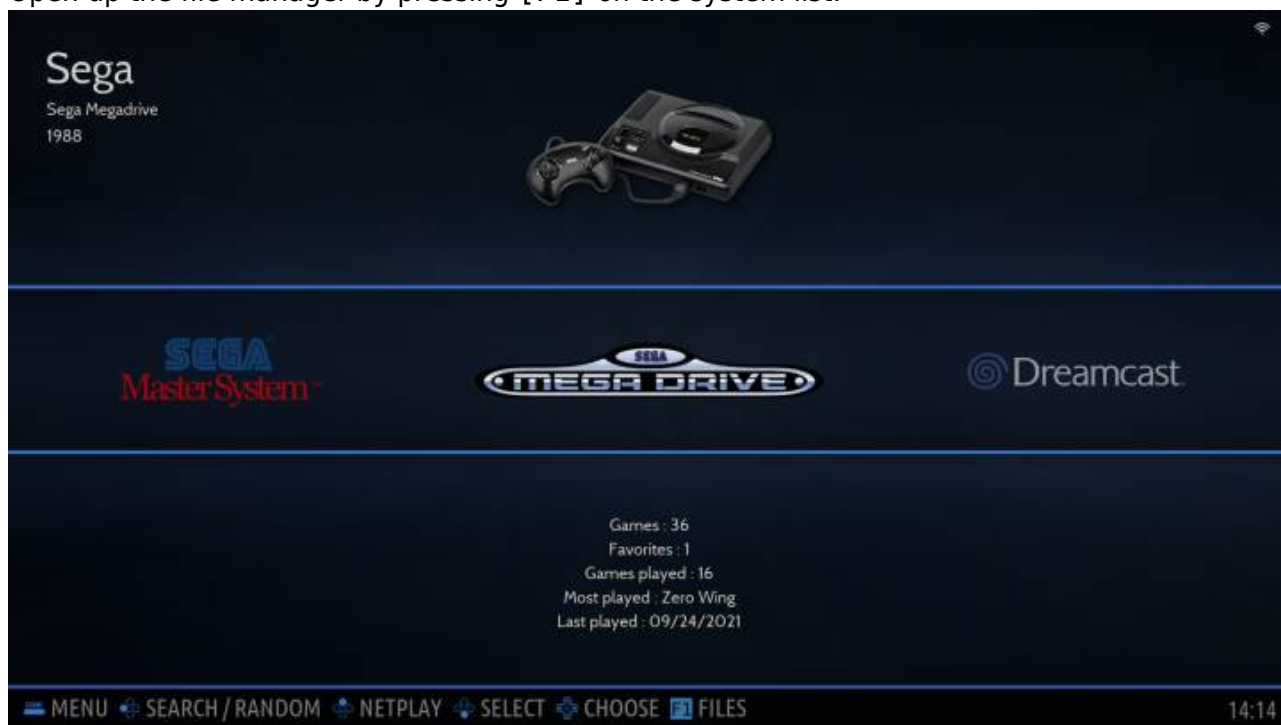 Open up the file manager by pressing [F1] on the system list.
Sega
Sega Megadrive
1988
SEGA
Master System
SEGA
MEGA DRIVE
Dreamcast
Games : 36
Favorites : 1
Games played : 16
Most played : Zero Wing
Last played : 09/24/2021
MENU SEARCH / RANDOM NETPLAY SELECT CHOOSE F1 FILES 14:14